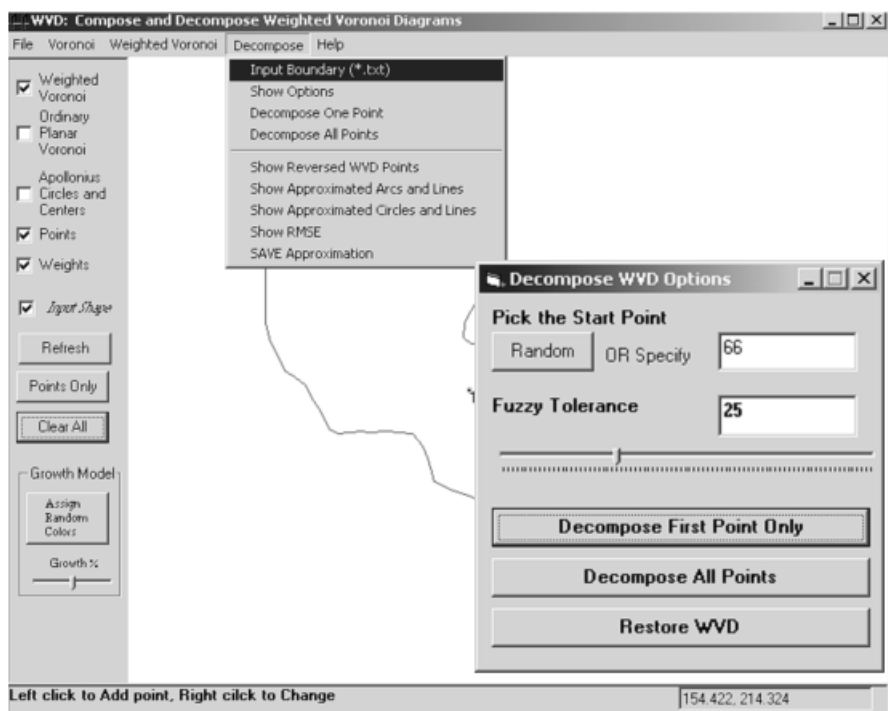 WVD: Compose and Decompose Weighted Voronoi Diagrams
File Voronoi Weighted Voronoi Decompose Help
Weighted
Voronoi
Ordinary
Planar
Voronoi
Apollonius
Circles and
Centers
Points
Weights
Input Shape
Refresh
Points Only
Clear All
Growth Model
Assign
Random
Colors
Growth %
Input Boundary (*.txt)
Show Options
Decompose One Point
Decompose All Points
Show Reversed WVD Points
Show Approximated Arcs and Lines
Show Approximated Circles and Lines
Show RMSE
SAVE Approximation
Decompose WVD Options
Pick the Start Point
Random OR Specify 66
Fuzzy Tolerance 25
Decompose First Point Only
Decompose All Points
Restore WVD
Left click to Add point, Right cilck to Change
154.422, 214.324